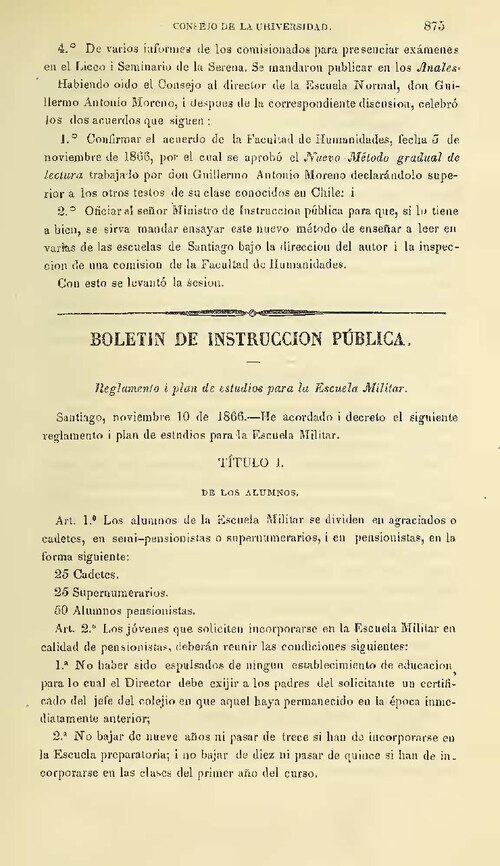 CONSEJO DE LA UNIVERSIDAD. 875
4.° De varios informes de los comisionados para presenciar exámenes
en el Liceo i Seminario de la Serena. Se mandaron publicar en los Anales.
Habiendo oido el Consejo al director de la Escuela Normal, don Gui-
llermo Antonio Moreno, i despues de la correspondiente discusion, celebró
los dos acuerdos que siguen:
1.° Confirmar el acuerdo de la Facultad de Humanidades, fecha 5 de
noviembre de 1866, por el cual se aprobó el Nuevo Método gradual de
lectura trabajado por don Guillermo Antonio Moreno declarándolo supe-
rior a los otros testos de su clase conocidos en Chile: i
2.° Oficiar al señor Ministro de Instruccion pública para que, si lo tiene
a bien, se sirva mandar ensayar este nuevo método de enseñar a leer en
varias de las escuelas de Santiago bajo la direccion del autor i la inspec-
cion de una comision de la Facultad de Humanidades.
Con esto se levantó la sesion.
BOLETIN DE INSTRUCCION PÚBLICA.
Reglamento i plan de estudios para la Escuela Militar.
Santiago, noviembre 10 de 1866.—He acordado i decreto el siguiente
reglamento i plan de estudios para la Escuela Militar.
TÍTULO I.
DE LOS ALUMNOS.
Art. 1.° Los alumnos de la Escuela Militar se dividen en agraciados o
cadetes, en semi-pensionistas o supernumerarios, i en pensionistas, en la
forma siguiente:
25 Cadetes.
25 Supernumerarios.
50 Alumnos pensionistas.
Art. 2.° Los jóvenes que soliciten incorporarse en la Escuela Militar en
calidad de pensionistas, deberán reunir las condiciones siguientes:
1.ª No haber sido espulsados de ningun establecimiento de educacion,
para lo cual el Director debe exijir a los padres del solicitante un certifi-
cado del jefe del colejio en que aquel haya permanecido en la época inme-
diatamente anterior;
2.ª No bajar de nueve años ni pasar de trece si han de incorporarse en
la Escuela preparatoria; i no bajar de diez ni pasar de quince si han de in-
corporarse en las clases del primer año del curso.